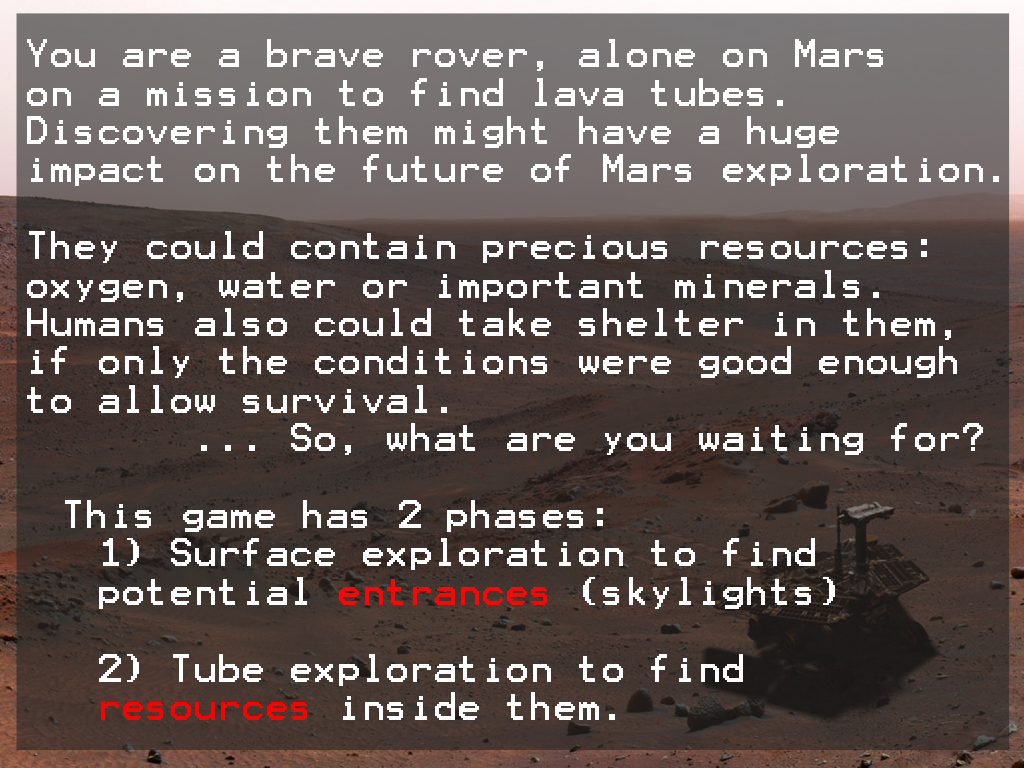 You are a brave rover, alone on Mars
on a mission to find lava tubes.
Discovering them might have a huge
impact on the future of Mars exploration.
They could contain precious resources:
oxygen, water or important minerals.
Humans also could take shelter in them,
if only the conditions were good enough
to allow survival.
... So, what are you waiting for?
This game has 2 phases:
1) Surface exploration to find
potential entrances (skylights)
2) Tube exploration to find
resources inside them.